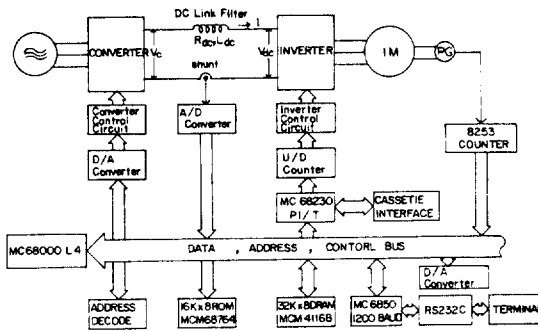 DC Link Filter
I
CONVERTER
Vc
Rdc, Ldc
Vdc
INVERTER
IM
PG
shunt
Converter
Control
Circuit
A/D
Converter
Inverter
Control
Circuit
8253
COUNTER
D/A
Converter
U/D
Counter
MC 68230
PI/T
CASSETIE
INTERFACE
MC68000 L4
DATA , ADDRESS , CONTORL BUS
D/A
Converter
ADDRESS
DECODE
16K x 8ROM
MCM68764
32K x 8DRAM
MCM 4116B
MC 6850
1200 BAUD
RS232C
TERMINAL